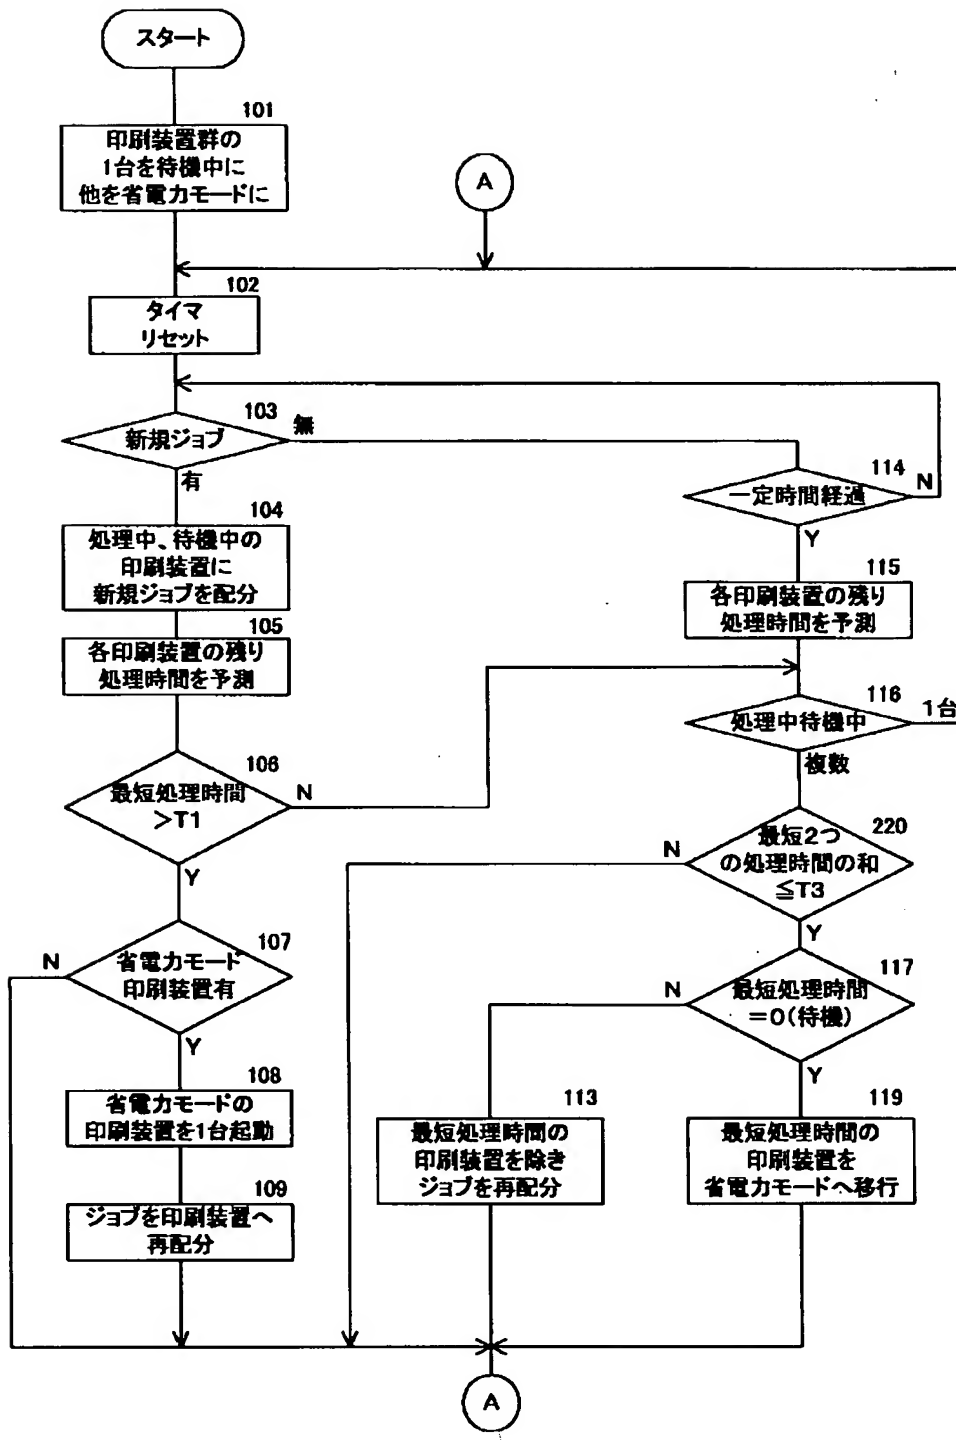 スタート
101
印刷装置群の
1台を待機中に
他を省電力モードに
A
102
タイマ
リセット
103
新規ジョブ
無
有
104
処理中、待機中の
印刷装置に
新規ジョブを配分
105
各印刷装置の残り
処理時間を予測
106
最短処理時間
>T1
N
Y
107
省電力モード
印刷装置有
N
Y
108
省電力モードの
印刷装置を1台起動
109
ジョブを印刷装置へ
再配分
114
一定時間経過
N
Y
115
各印刷装置の残り
処理時間を予測
116
処理中待機中
1台
複数
220
最短2つ
の処理時間の和
≦T3
N
Y
117
最短処理時間
=0(待機)
N
Y
113
最短処理時間の
印刷装置を除き
ジョブを再配分
119
最短処理時間の
印刷装置を
省電力モードへ移行
A